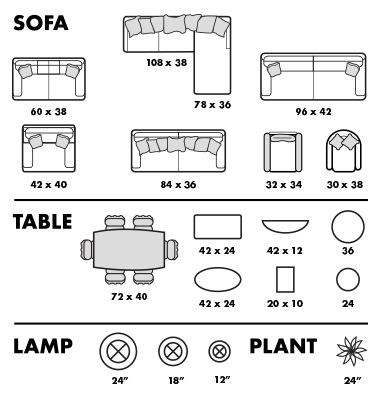 SOFA
108 x 38
78 x 36
60 x 38
96 x 42
42 x 40
84 x 36
32 x 34
30 x 38
TABLE
42 x 24
42 x 12
36
72 x 40
42 x 24
20 x 10
24
LAMP
24”
18”
12”
PLANT
24”